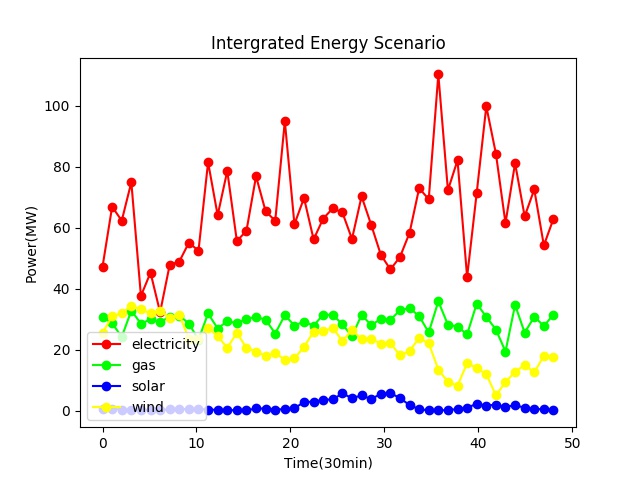 Intergrated Energy Scenario
Power(MW)
100
80
60
40
20
0
electricity
gas
solar
wind
0 10 20 30 40 50
Time(30min)